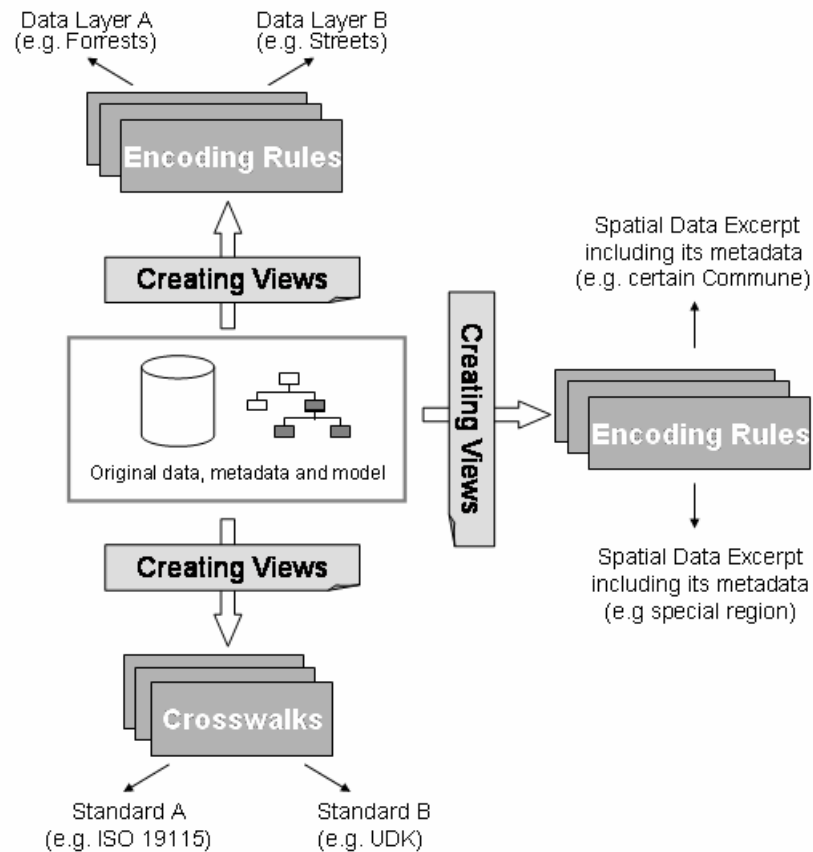 Data Layer A
(e.g. Forrests)
Data Layer B
(e.g. Streets)
Encoding Rules
Creating Views
Original data, metadata and model
Creating Views
Spatial Data Excerpt
including its metadata
(e.g. certain Commune)
Encoding Rules
Spatial Data Excerpt
including its metadata
(e.g special region)
Creating Views
Crosswalks
Standard A
(e.g. ISO 19115)
Standard B
(e.g. UDK)